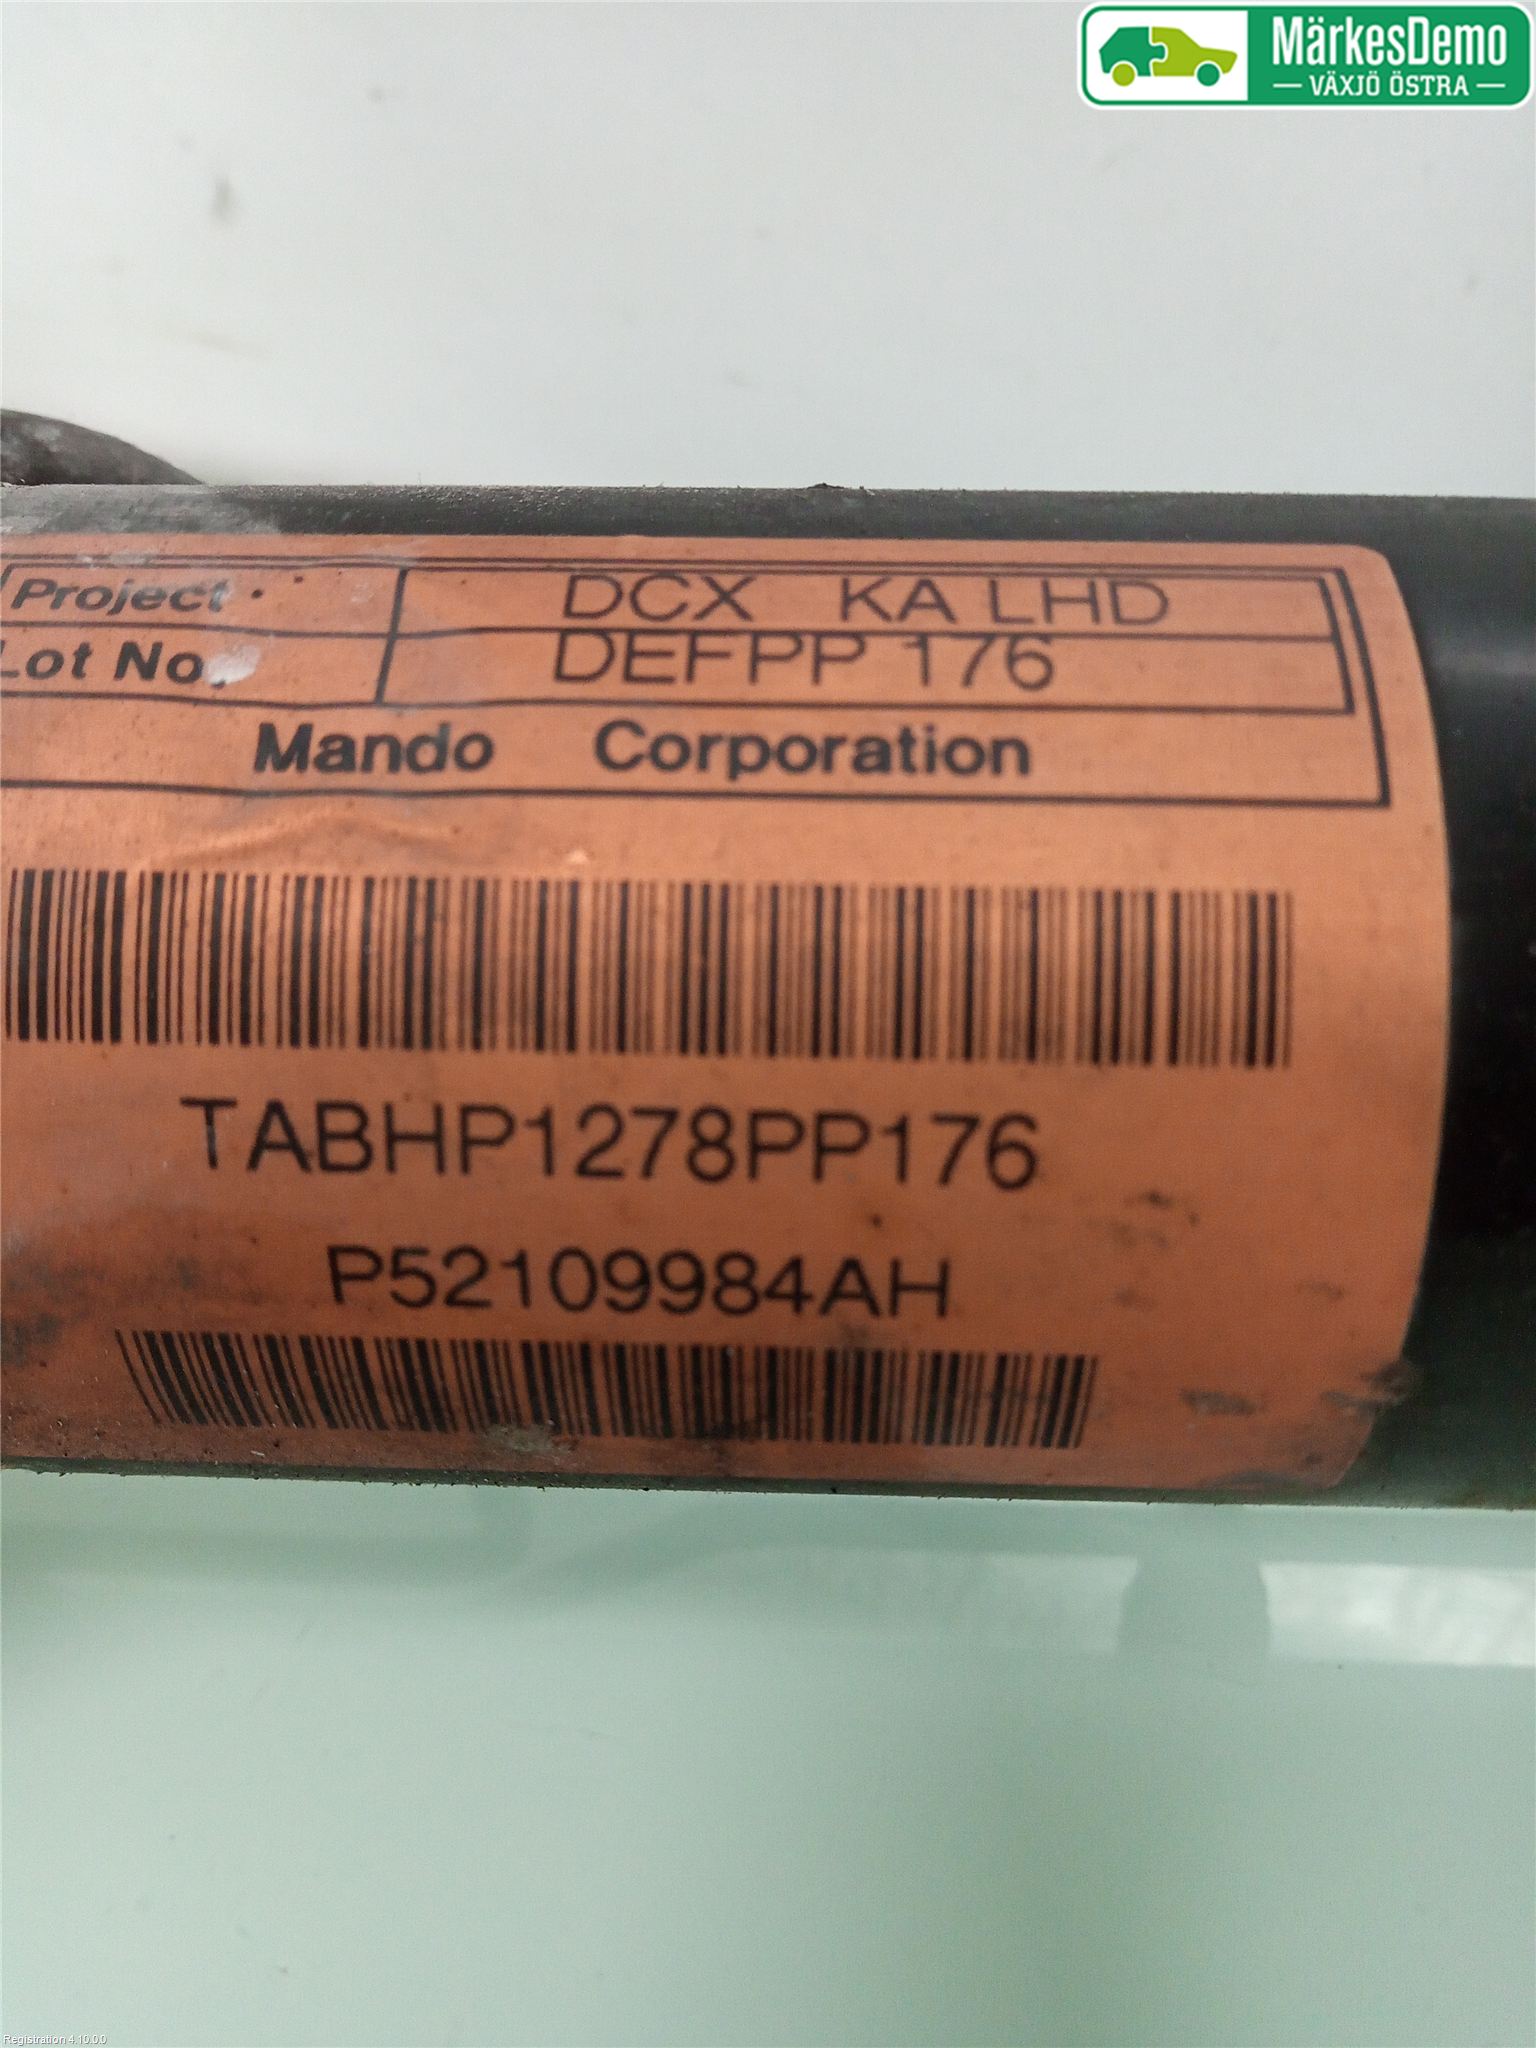 MärkesDemo
VÄXJÖ ÖSTRA
Project. DCX KA LHD
Lot No. DEFPP 176
Mando Corporation
TABHP1278PP176
P52109984AH
Registration 4.10.0.0